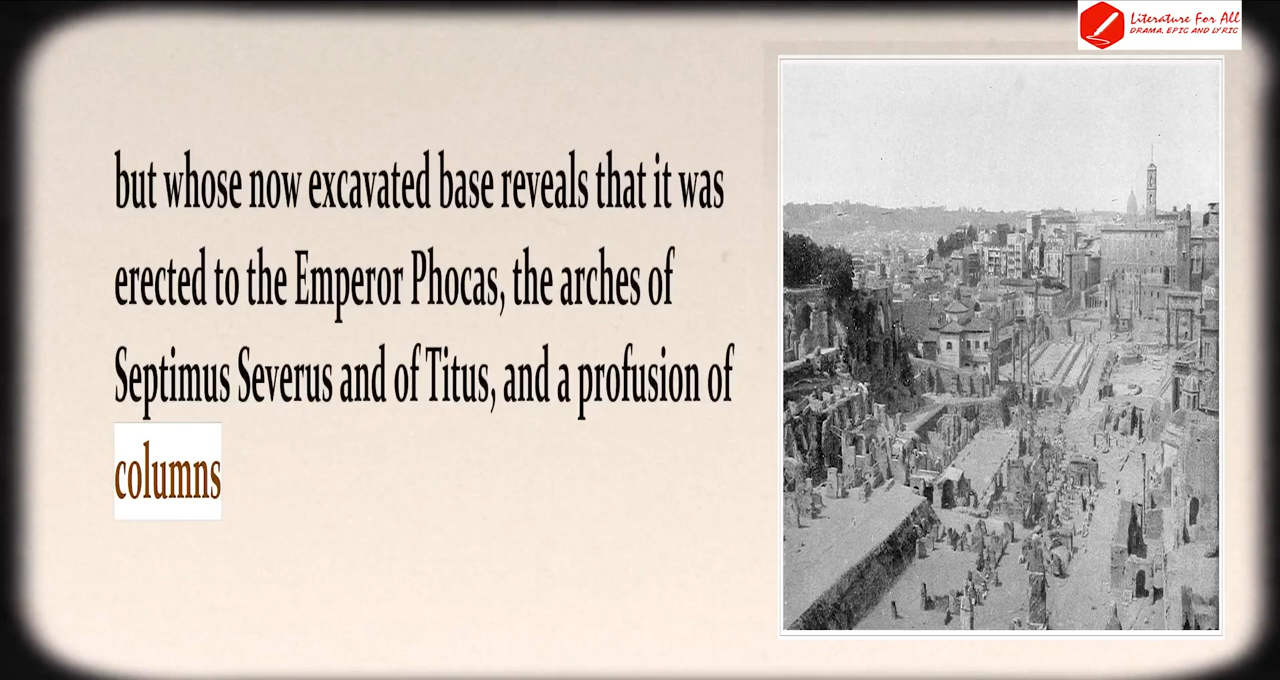 Literature For All
DRAMA, EPIC AND LYRIC
but whose now excavated base reveals that it was
erected to the Emperor Phocas, the arches of
Septimus Severus and of Titus, and a profusion of
columns